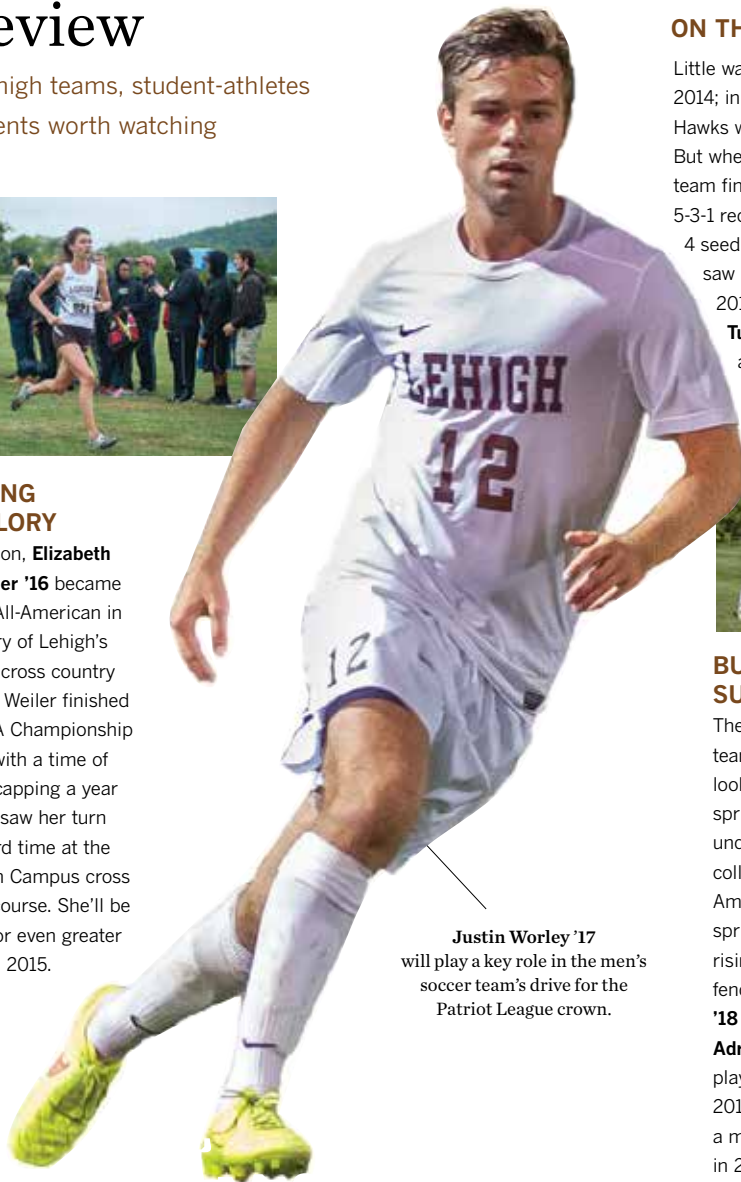 eview
high teams, student-athletes
ents worth watching
NG
LORY
on, Elizabeth
er ’16 became
All-American in
ry of Lehigh’s
cross country
Weiler finished
A Championship
with a time of
capping a year
saw her turn
rd time at the
n Campus cross
ourse. She’ll be
or even greater
2015.
LEHIGH
12
12
Justin Worley ’17
will play a key role in the men’s
soccer team’s drive for the
Patriot League crown.
ON TH
Little wa
2014; in
Hawks w
But whe
team fin
5-3-1 rec
4 seed
saw
201
Tu
a
BU
SU
The
team
look
spr
unc
coll
Am
spr
risin
fenc
’18
Adr
play
201
a m
in 2